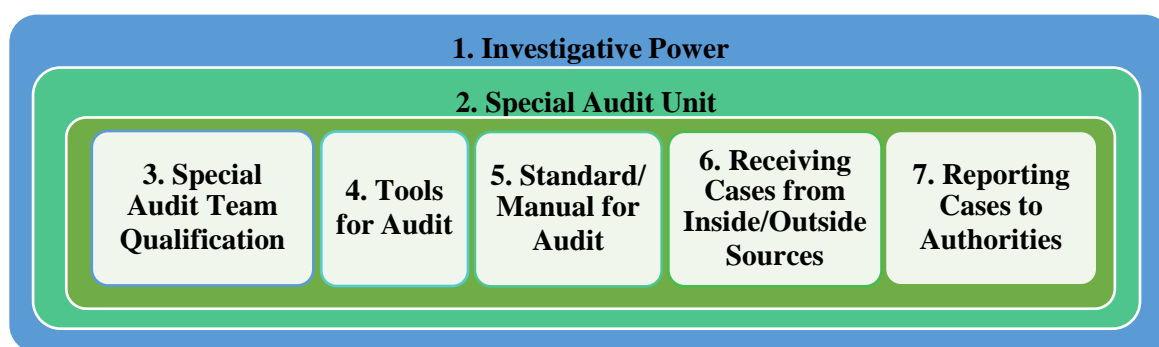 1. Investigative Power
2. Special Audit Unit
3. Special
Audit Team
Qualification
4. Tools
for Audit
5. Standard/
Manual for
Audit
6. Receiving
Cases from
Inside/Outside
Sources
7. Reporting
Cases to
Authorities